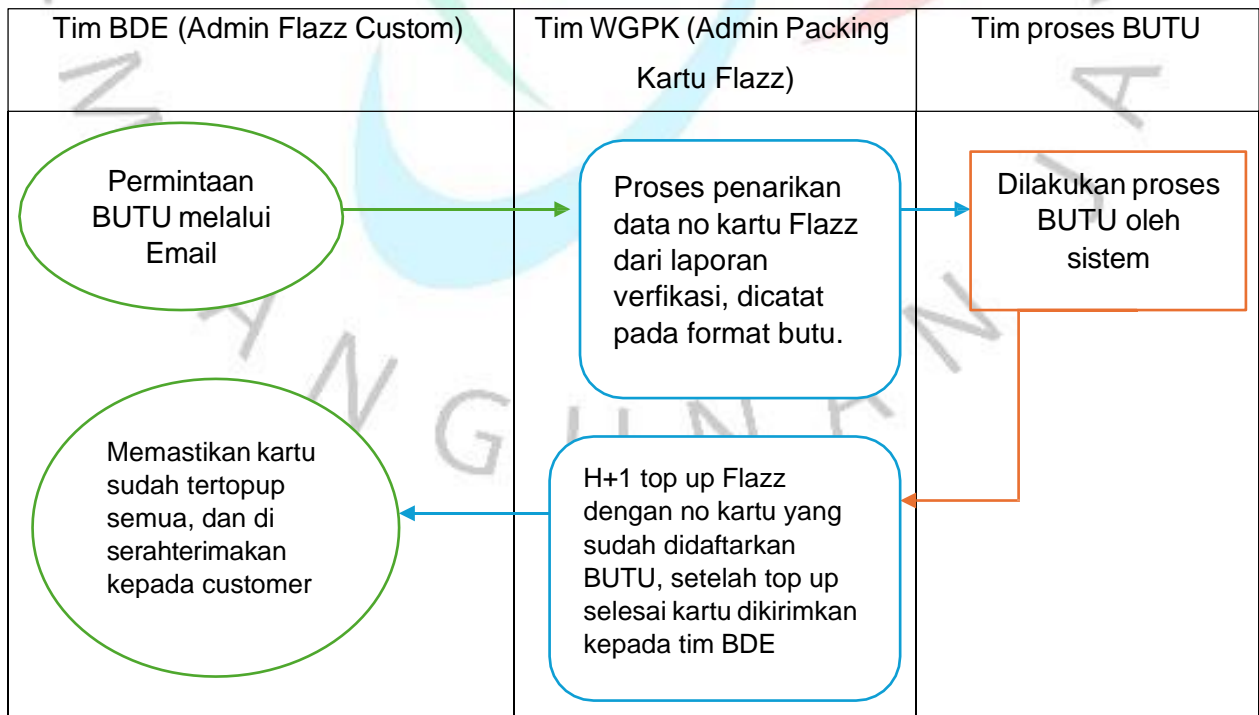 Tim BDE (Admin Flazz Custom)
Tim WGPK (Admin Packing
Kartu Flazz)
Tim proses BUTU
Permintaan
BUTU melalui
Email
Proses penarikan
data no kartu Flazz
dari laporan
verfikasi, dicatat
pada format butu.
Dilakukan proses
BUTU oleh
sistem
Memastikan kartu
sudah tertopup
semua, dan di
serahterimakan
kepada customer
H+1 top up Flazz
dengan no kartu yang
sudah didaftarkan
BUTU, setelah top up
selesai kartu dikirimkan
kepada tim BDE
ANGUNAN JA